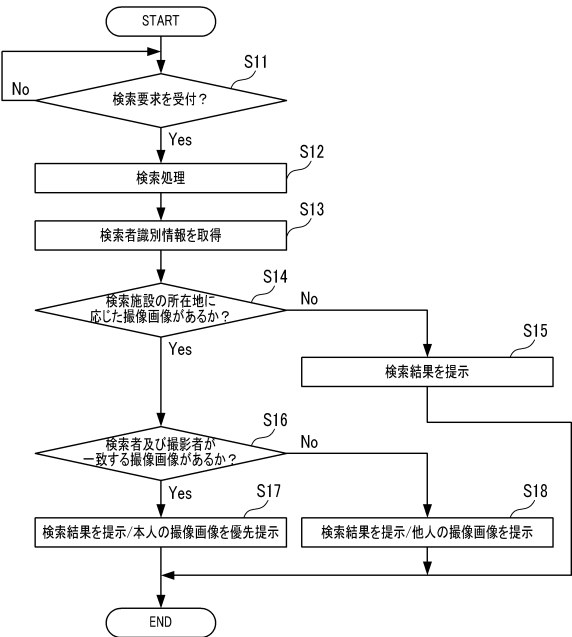 START
S11
No
検索要求を受付？
Yes
S12
検索処理
S13
検索者識別情報を取得
S14
検索施設の所在地に
応じた撮像画像があるか？
No
Yes
S15
検索結果を提示
S16
検索者及び撮影者が
一致する撮像画像があるか？
No
Yes
S17
検索結果を提示/本人の撮像画像を優先提示
S18
検索結果を提示/他人の撮像画像を提示
END